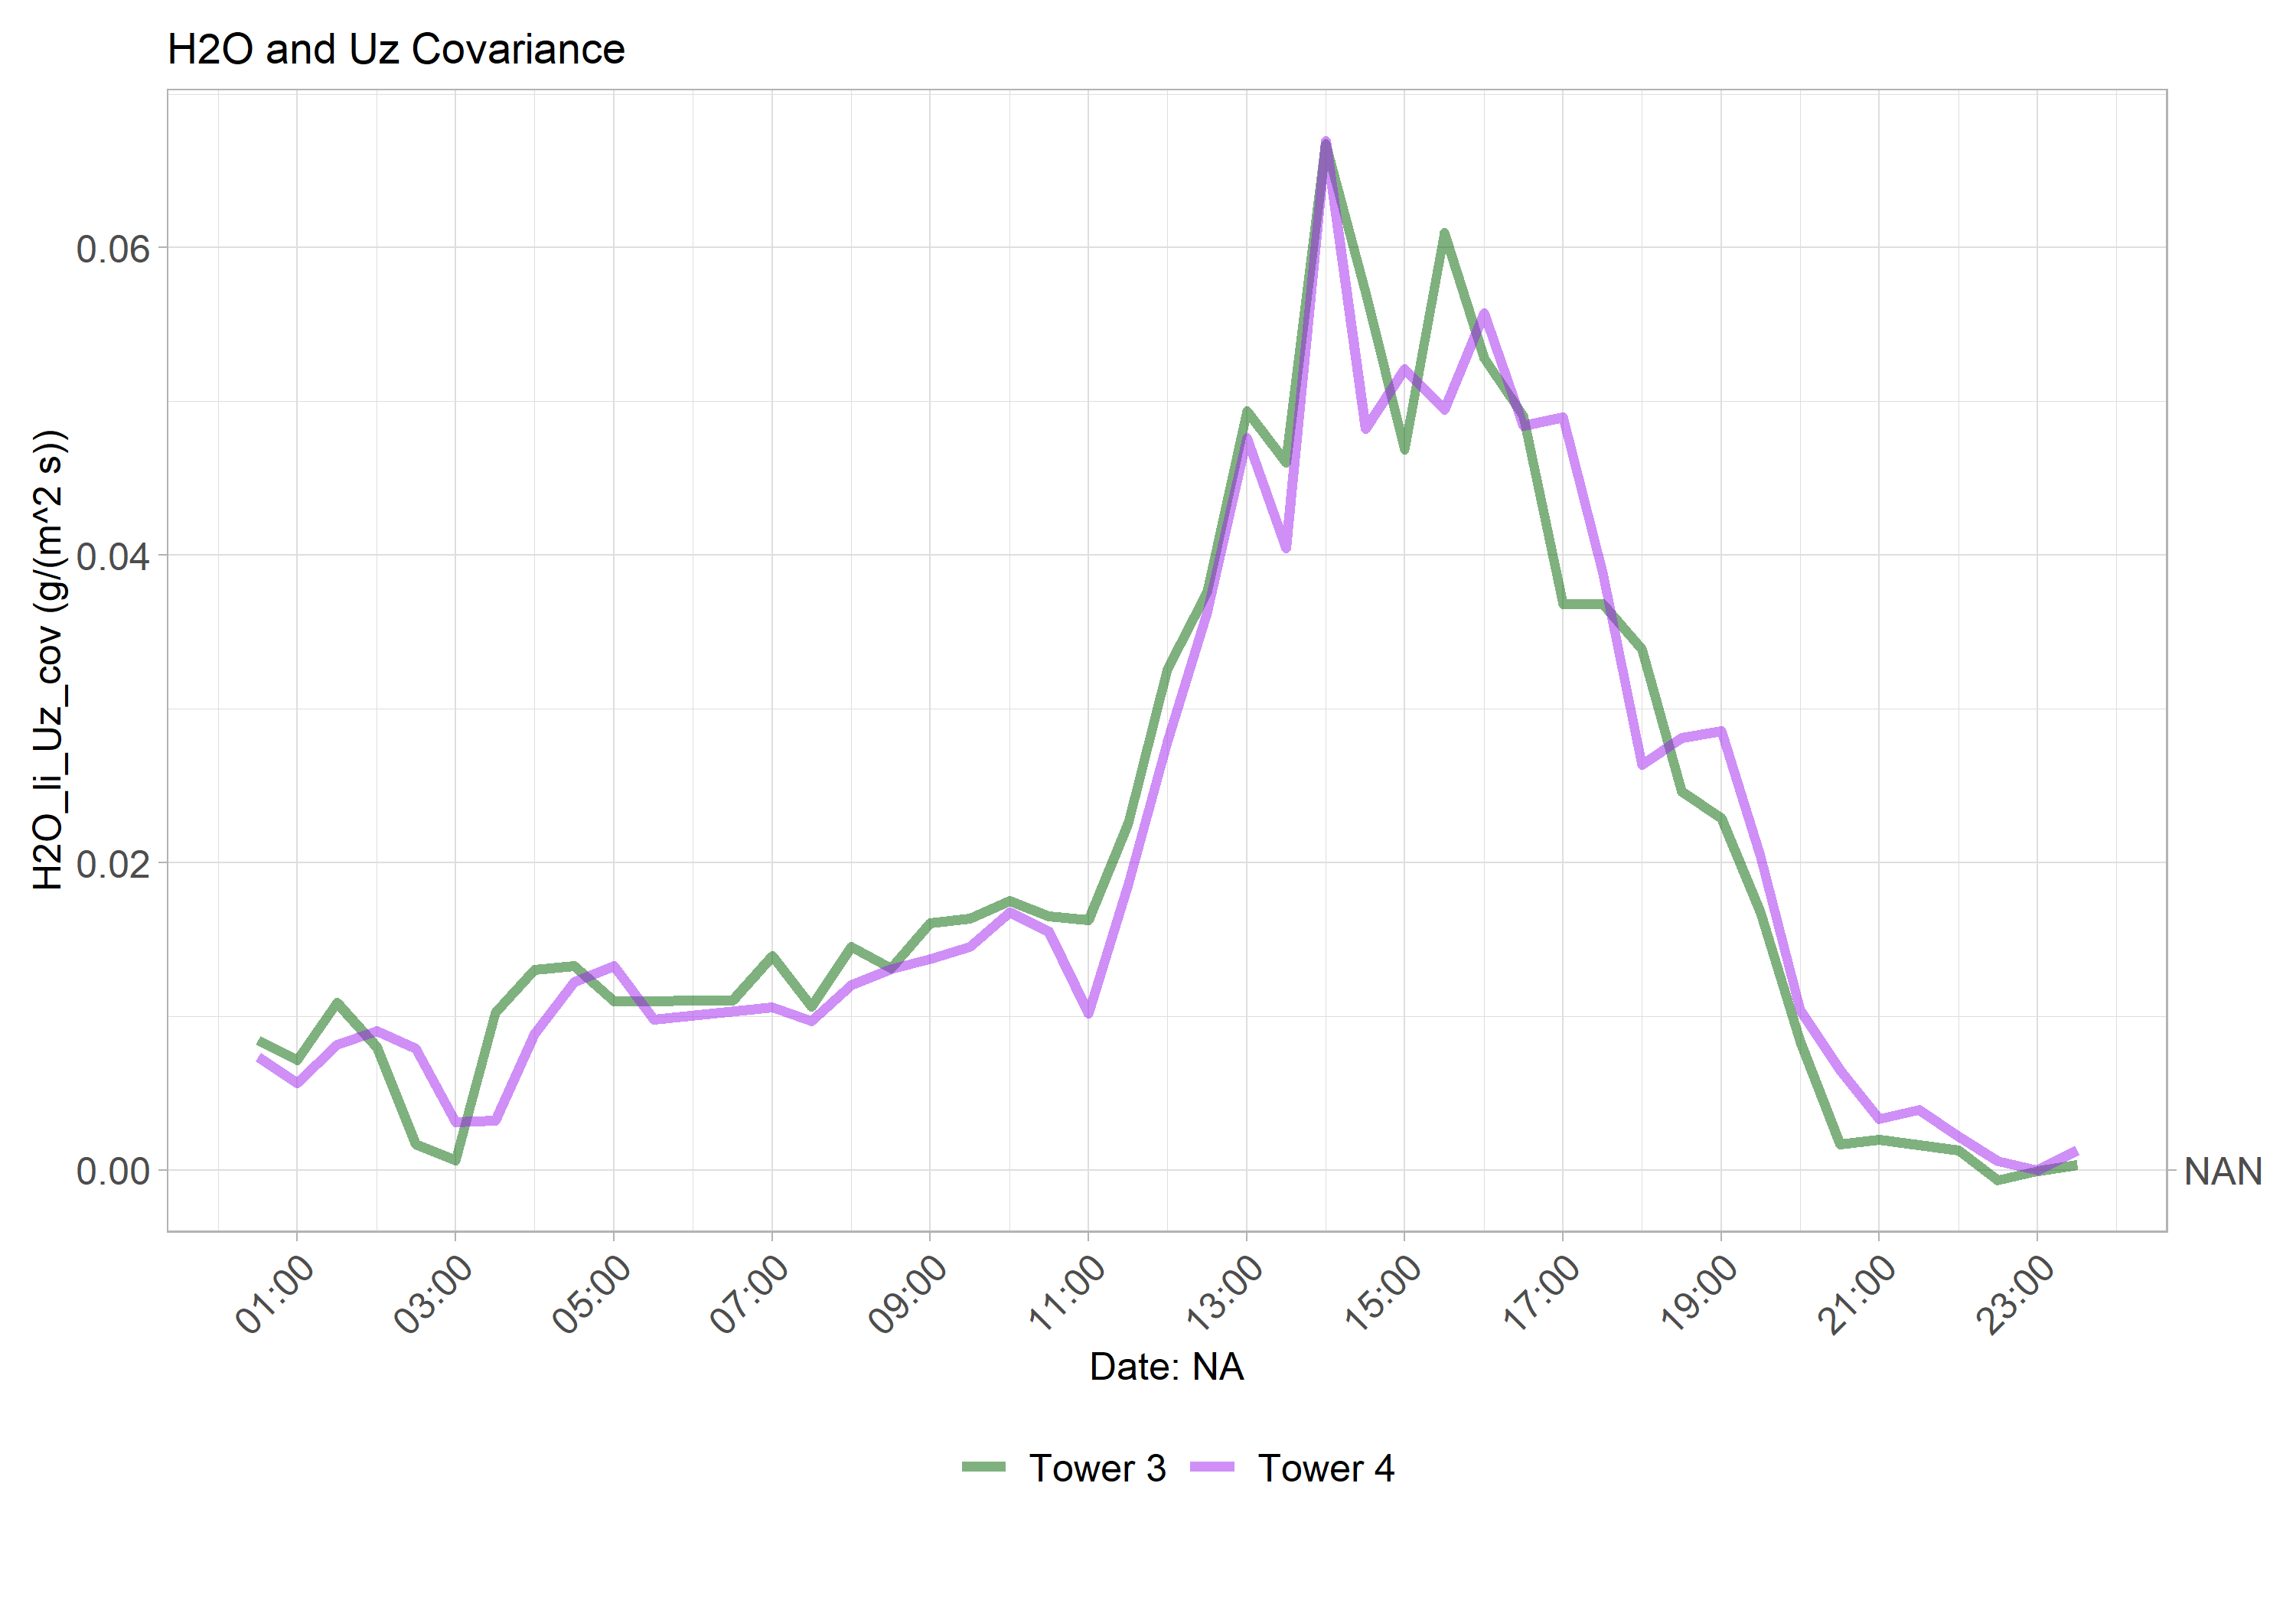 H2O and Uz Covariance
H2O_li_Uz_cov (g/(m^2 s))
0.06
0.04
0.02
0.00
NAN
01:00
03:00
05:00
07:00
09:00
11:00
13:00
15:00
17:00
19:00
21:00
23:00
Date: NA
Tower 3
Tower 4